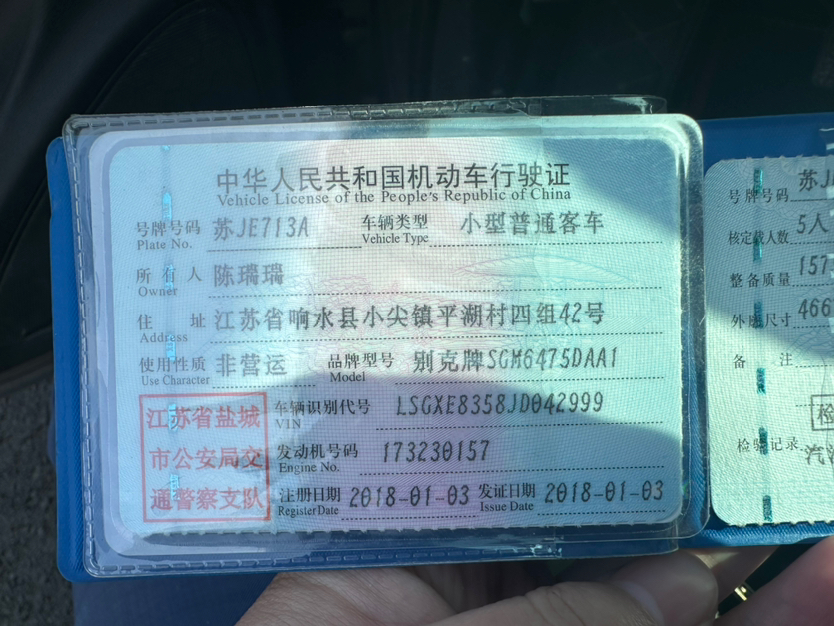 中华人民共和国机动车行驶证
Vehicle License of the People's Republic of China
号牌号码 苏JE713A 车辆类型 小型普通客车
Plate No. Vehicle Type
所有人 陈瑞瑞
Owner
住址 江苏省响水县小尖镇平湖村四组42号
Address
使用性质 非营运 品牌型号 别克牌SGM6475DAA1
Use Character Model
车辆识别代号 LSGXE8358JD042999
VIN
发动机号码 173230157
Engine No.
注册日期 2018-01-03 发证日期 2018-01-03
Register Date Issue Date
江苏省盐城
市公安局交
通警察支队
号牌号码 苏J
核定载人数 5人
整备质量 157
外廓尺寸 466
备注
检验记录